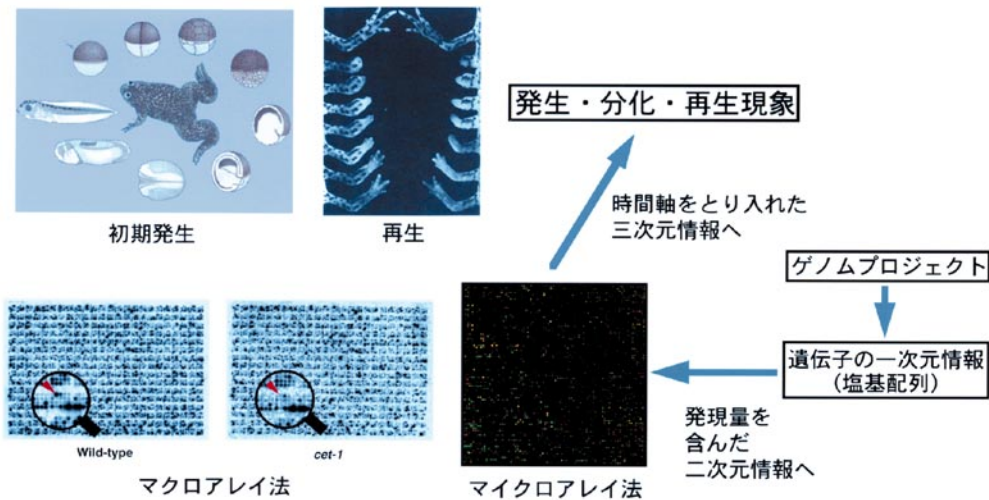 初期発生
再生
発生・分化・再生現象
時間軸をとり入れた
三次元情報へ
ゲノムプロジェクト
遺伝子の一次元情報
（塩基配列）
発現量を
含んだ
二次元情報へ
Wild-type
cet-1
マクロアレイ法
マイクロアレイ法